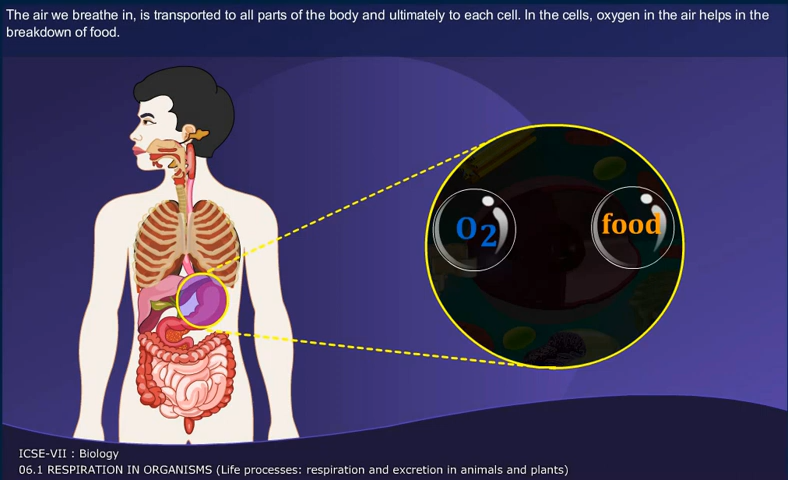 The air we breathe in, is transported to all parts of the body and ultimately to each cell. In the cells, oxygen in the air helps in the
breakdown of food.
O2
food
ICSE-VII : Biology
06.1 RESPIRATION IN ORGANISMS (Life processes: respiration and excretion in animals and plants)